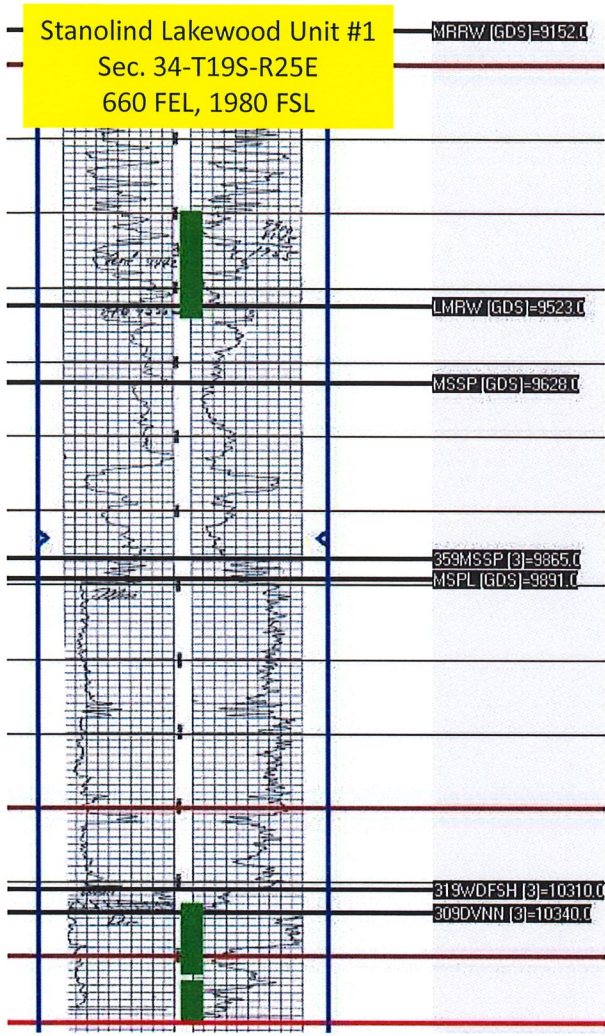 Stanolind Lakewood Unit #1
Sec. 34-T19S-R25E
660 FEL, 1980 FSL
MRRW [GDS]=9152.0
LMRW [GDS]=9523.0
MSSP [GDS]=9628.0
359MSSP [3]=9865.0
MSPL [GDS]=9891.0
319WDFSH [3]=10310.0
309DVNN [3]=10340.0